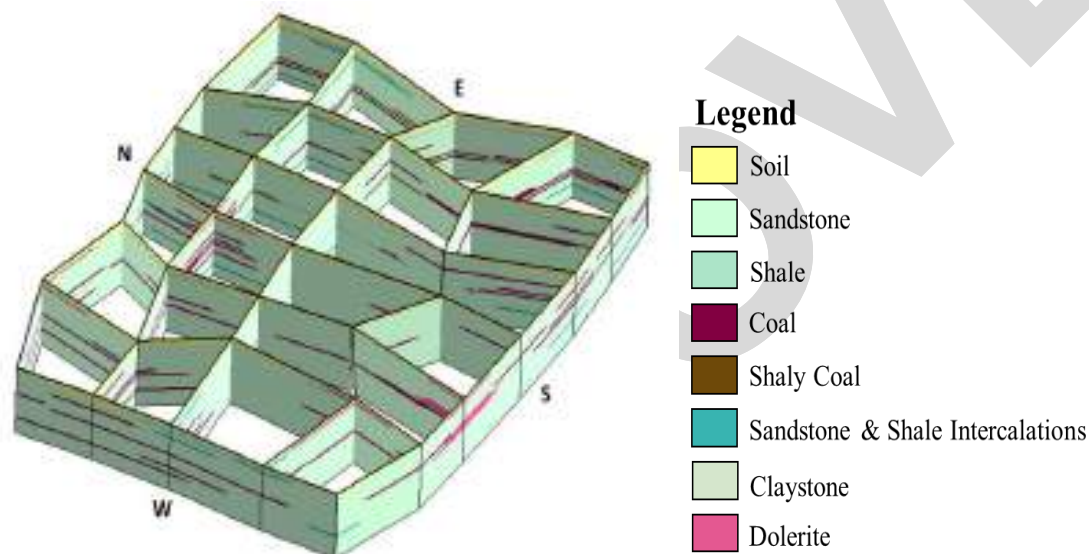 E
N
S
W
Legend
Soil
Sandstone
Shale
Coal
Shaly Coal
Sandstone & Shale Intercalations
Claystone
Dolerite